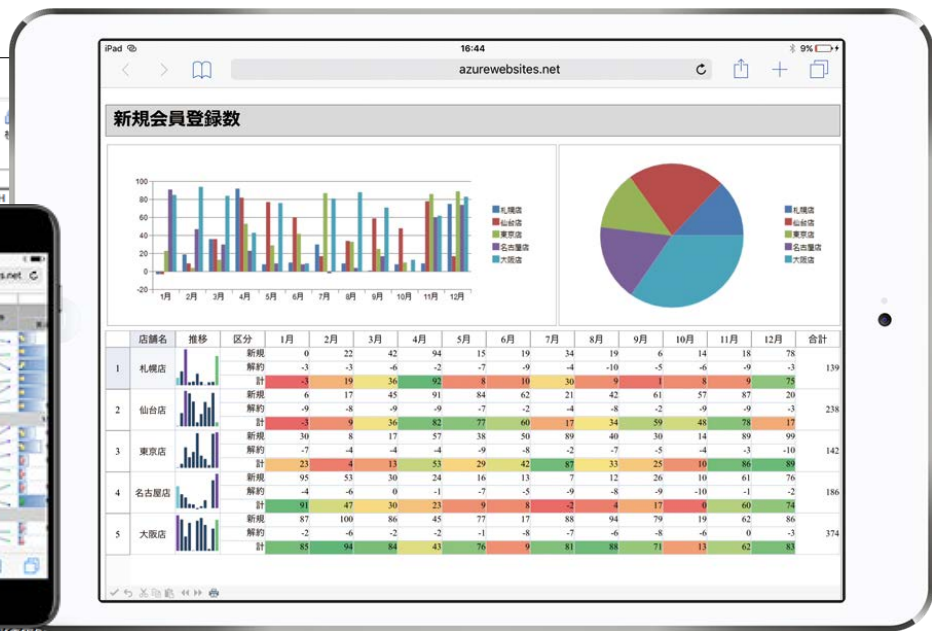 iPad
16:44
9%
azurewebsites.net
新規会員登録数
100
80
60
40
20
0
-20
1月 2月 3月 4月 5月 6月 7月 8月 9月 10月 11月 12月
札幌店
仙台店
東京店
名古屋店
大阪店
札幌店
仙台店
東京店
名古屋店
大阪店
店舗名 推移 区分 1月 2月 3月 4月 5月 6月 7月 8月 9月 10月 11月 12月 合計
新規 0 22 42 94 15 19 34 19 6 14 18 78
1 札幌店 解約 -3 -3 -6 -2 -7 -9 -4 -10 -5 -6 -9 -3 139
計 -3 19 36 92 8 10 30 9 1 8 9 75
新規 6 17 45 91 84 62 21 42 61 57 87 20
2 仙台店 解約 -9 -8 -9 -9 -7 -2 -4 -8 -2 -9 -9 -3 238
計 -3 9 36 82 77 60 17 34 59 48 78 17
新規 30 8 17 57 38 50 89 40 30 14 89 99
3 東京店 解約 -7 -4 -4 -4 -9 -8 -2 -7 -5 -4 -3 -10 142
計 23 4 13 53 29 42 87 33 25 10 86 89
新規 95 53 30 24 16 13 7 12 26 10 61 76
4 名古屋店 解約 -4 -6 0 -1 -7 -5 -9 -8 -9 -10 -1 -2 186
計 91 47 30 23 9 8 -2 4 17 0 60 74
新規 87 100 86 45 77 17 88 94 79 19 62 86
5 大阪店 解約 -2 -6 -2 -2 -1 -8 -7 -6 -8 -6 0 -3 374
計 85 94 84 43 76 9 81 88 71 13 62 83
s.net